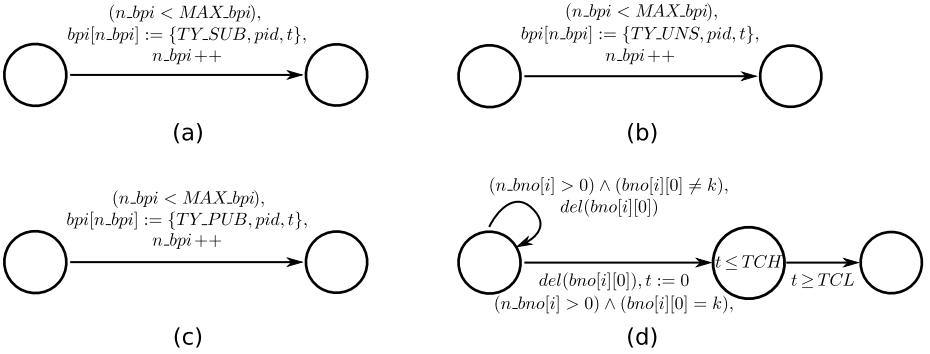 (n_bpi < MAX_bpi),
bpi[n_bpi] := {TY_SUB, pid, t},
n_bpi++
(a)
(n_bpi < MAX_bpi),
bpi[n_bpi] := {TY_UNS, pid, t},
n_bpi++
(b)
(n_bpi < MAX_bpi),
bpi[n_bpi] := {TY_PUB, pid, t},
n_bpi++
(c)
(n_bno[i] > 0) ∧ (bno[i][0] ≠ k),
del(bno[i][0])
t ≤ TCH
t ≥ TCL
del(bno[i][0]), t := 0
(n_bno[i] > 0) ∧ (bno[i][0] = k),
(d)